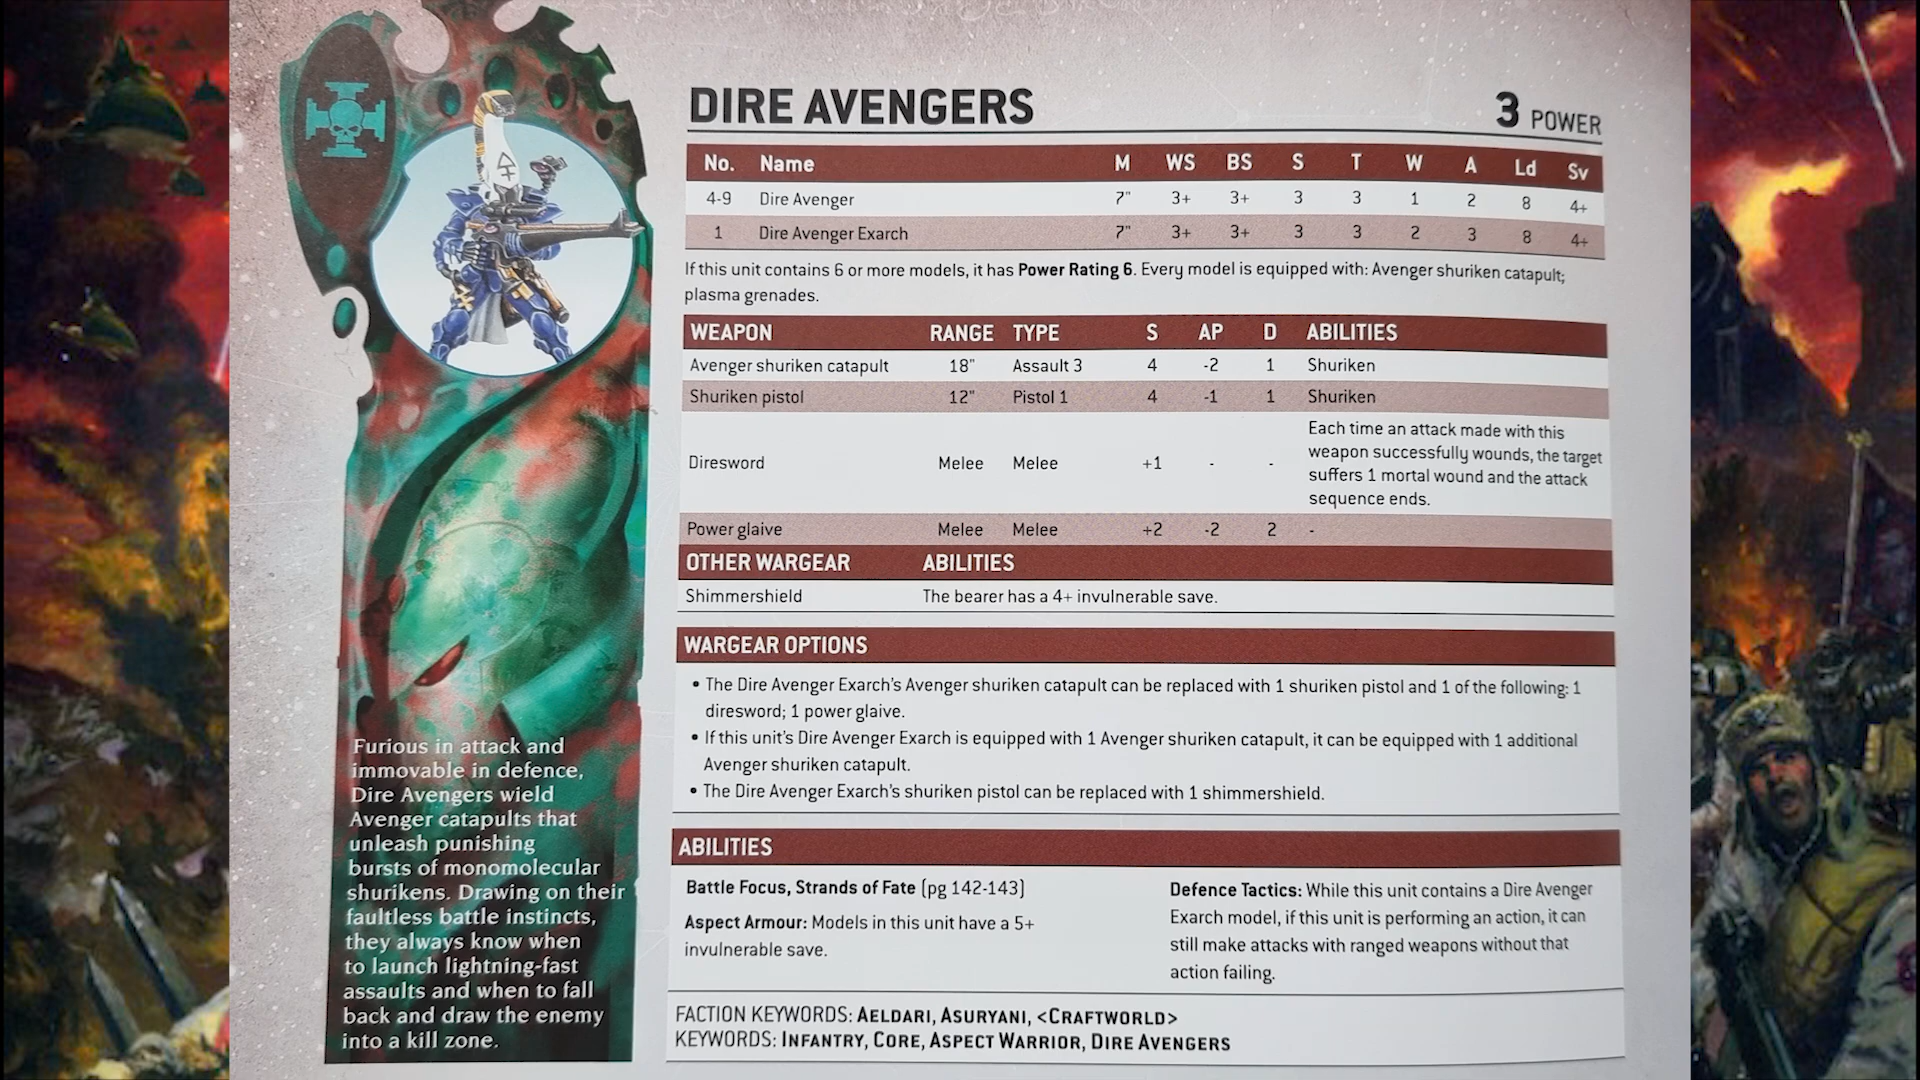 DIRE AVENGERS
3 POWER
No. Name M WS BS S T W A Ld Sv
4-9 Dire Avenger 7" 3+ 3+ 3 3 1 2 8 4+
1 Dire Avenger Exarch 7" 3+ 3+ 3 3 2 3 8 4+
If this unit contains 6 or more models, it has Power Rating 6. Every model is equipped with: Avenger shuriken catapult;
plasma grenades.
WEAPON RANGE TYPE S AP D ABILITIES
Avenger shuriken catapult 18" Assault 3 4 -2 1 Shuriken
Shuriken pistol 12" Pistol 1 4 -1 1 Shuriken
Diresword Melee Melee +1 - -
Each time an attack made with this
weapon successfully wounds, the target
suffers 1 mortal wound and the attack
sequence ends.
Power glaive Melee Melee +2 -2 2 -
OTHER WARGEAR ABILITIES
Shimmershield The bearer has a 4+ invulnerable save.
WARGEAR OPTIONS
• The Dire Avenger Exarch's Avenger shuriken catapult can be replaced with 1 shuriken pistol and 1 of the following: 1
diresword; 1 power glaive.
• If this unit's Dire Avenger Exarch is equipped with 1 Avenger shuriken catapult, it can be equipped with 1 additional
Avenger shuriken catapult.
• The Dire Avenger Exarch's shuriken pistol can be replaced with 1 shimmershield.
ABILITIES
Battle Focus, Strands of Fate (pg 142-143)
Aspect Armour: Models in this unit have a 5+
invulnerable save.
Defence Tactics: While this unit contains a Dire Avenger
Exarch model, if this unit is performing an action, it can
still make attacks with ranged weapons without that
action failing.
FACTION KEYWORDS: AELDARI, ASURYANI, <CRAFTWORLD>
KEYWORDS: INFANTRY, CORE, ASPECT WARRIOR, DIRE AVENGERS
Furious in attack and
immovable in defence,
Dire Avengers wield
Avenger catapults that
unleash punishing
bursts of monomolecular
shurikens. Drawing on their
faultless battle instincts,
they always know when
to launch lightning-fast
assaults and when to fall
back and draw the enemy
into a kill zone.